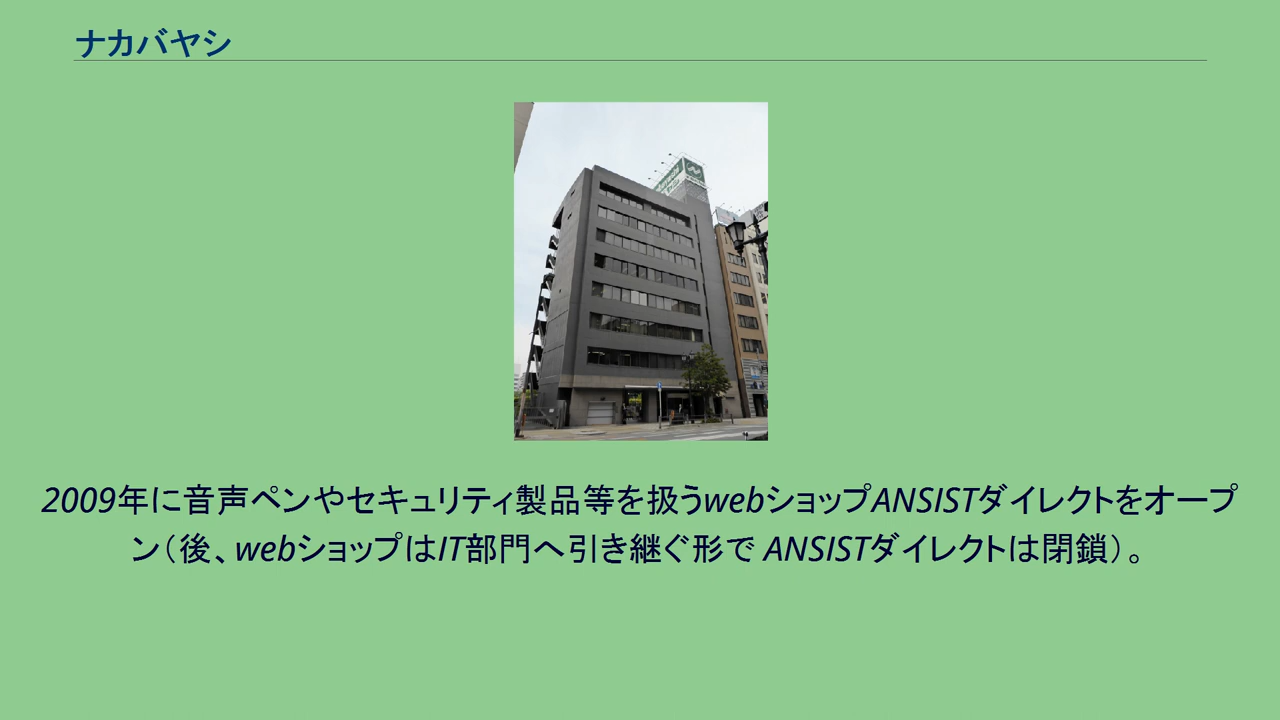 ナカバヤシ
2009年に音声ペンやセキュリティ製品等を扱うwebショップANSISTダイレクトをオープ
ン（後、webショップはIT部門へ引き継ぐ形で ANSISTダイレクトは閉鎖）。